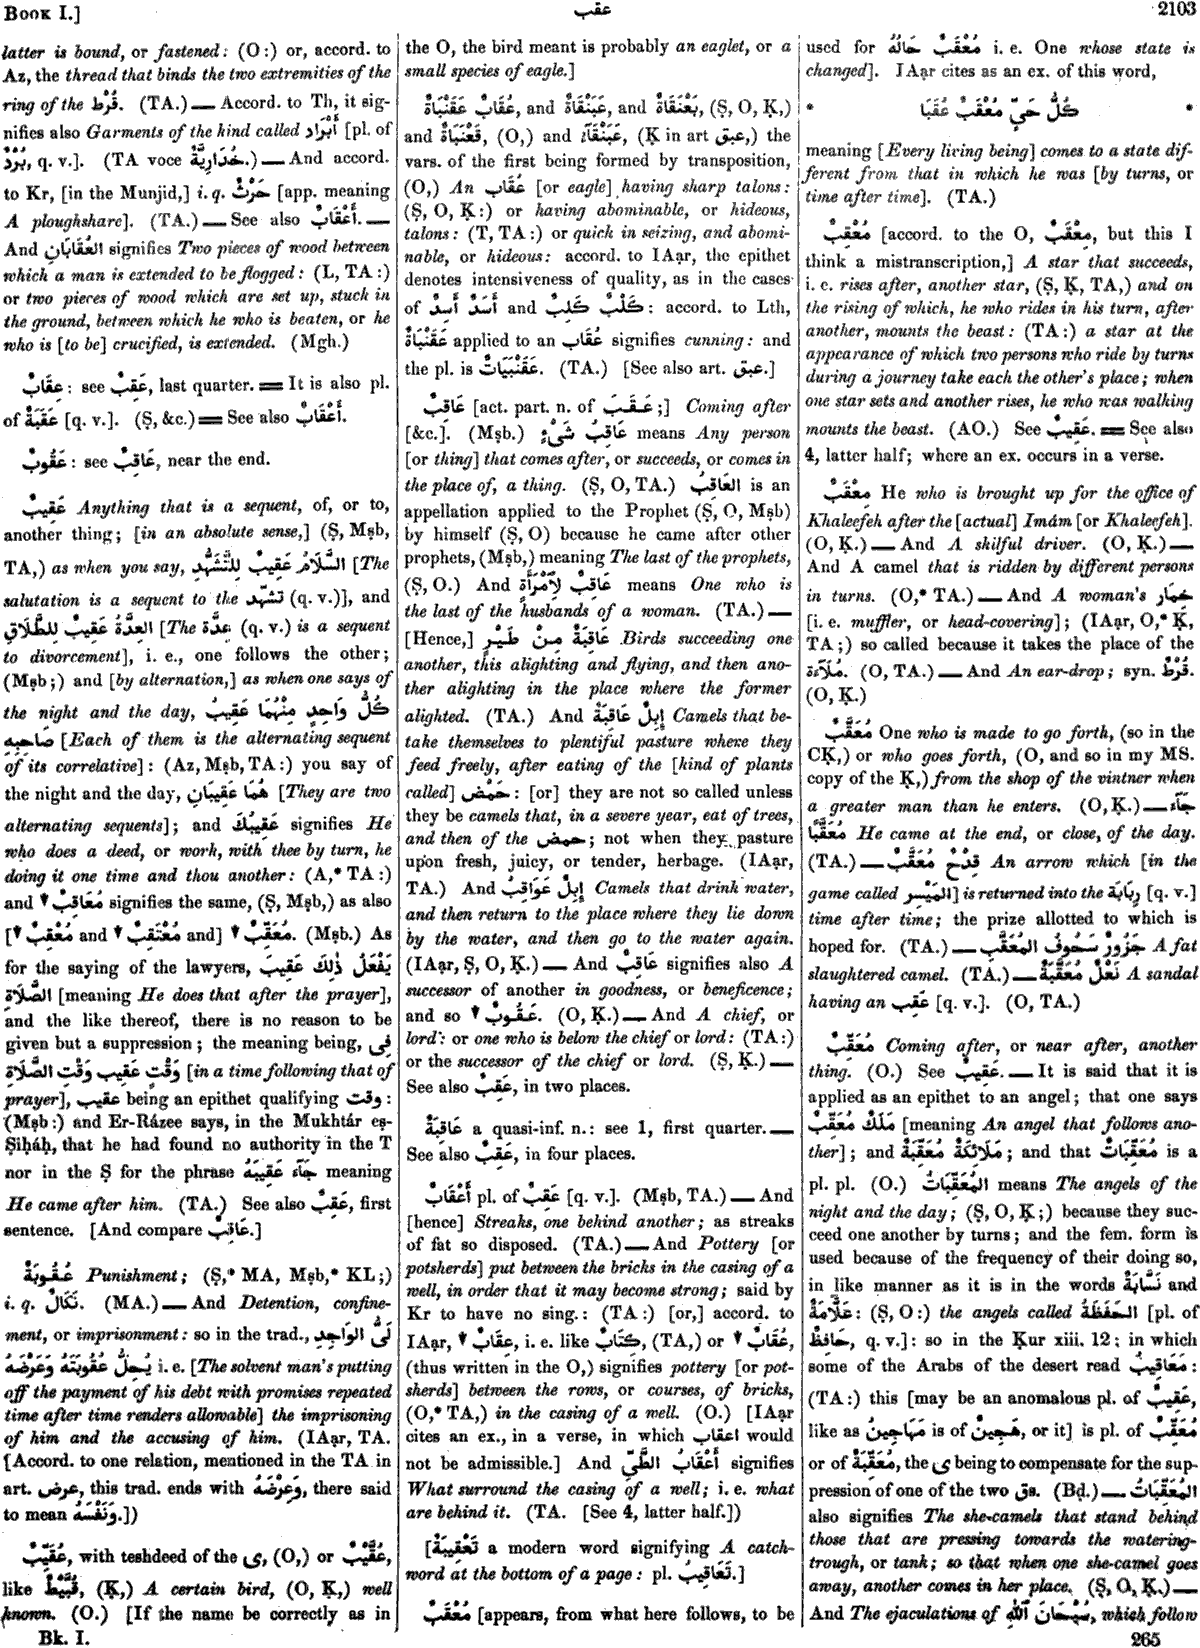 Book I.]
عقب
2103
latter is bound, or fastened: (O:) or, accord. to
Az, the thread that binds the two extremities of the
ring of the قُرْط. (TA.) — Accord. to Th, it sig-
nifies also Garments of the kind called أَبْرَاد [pl. of
بُرْدٌ, q. v.]. (TA voce خُدَارِيَّةٌ.) — And accord.
to Kr, [in the Munjid,] i. q. حَرْثٌ [app. meaning
A ploughshare]. (TA.) — See also أَعْقَابٌ. —
And العُقَابَانِ signifies Two pieces of wood between
which a man is extended to be flogged: (L, TA:)
or two pieces of wood which are set up, stuck in
the ground, between which he who is beaten, or he
who is [to be] crucified, is extended. (Mgh.)
عِقَابٌ: see عَقِبٌ, last quarter. = It is also pl.
of عَقَبَةٌ [q. v.]. (Ṣ, &c.) = See also أَعْقَابٌ.
عَقُوبٌ: see عَاقِبٌ, near the end.
عَقِيبٌ Anything that is a sequent, of, or to,
another thing; [in an absolute sense,] (Ṣ, Mṣb,
TA,) as when you say, السَّلَامُ عَقِيبٌ لِلتَّشَهُّدِ [The
salutation is a sequent to the تشهّد (q. v.)], and
العِدَّةُ عَقِيبٌ لِلطَّلَاقِ [The عِدَّة (q. v.) is a sequent
to divorcement], i. e., one follows the other;
(Mṣb;) and [by alternation,] as when one says of
the night and the day, كُلُّ وَاحِدٍ مِنْهُمَا عَقِيبُ
صَاحِبِهِ [Each of them is the alternating sequent
of its correlative]: (Az, Mṣb, TA:) you say of
the night and the day, هُمَا عَقِيبَانِ [They are two
alternating sequents]; and عَقِيبُكَ signifies He
who does a deed, or work, with thee by turn, he
doing it one time and thou another: (A,* TA:)
and ▼ مُعَاقِبٌ signifies the same, (Ṣ, Mṣb,) as also
[▼ مُعْقِبٌ and ▼ مُعْتَقِبٌ and] ▼ مُعَقِّبٌ. (Mṣb.) As
for the saying of the lawyers, يَفْعَلُ ذٰلِكَ عَقِيبَ
الصَّلَاةِ [meaning He does that after the prayer],
and the like thereof, there is no reason to be
given but a suppression; the meaning being, فِى
وَقْتٍ عَقِيبِ وَقْتِ الصَّلَاةِ [in a time following that of
prayer], عقيب being an epithet qualifying وقت:
(Mṣb:) and Er-Rázee says, in the Mukhtár eṣ-
Ṣiḥáḥ, that he had found no authority in the T
nor in the Ṣ for the phrase جَآءَ عَقِيبَهُ meaning
He came after him. (TA.) See also عَقِبٌ, first
sentence. [And compare عَاقِبٌ.]
عُقُوبَةٌ Punishment; (Ṣ,* MA, Mṣb,* KL;)
i. q. نَكَالٌ. (MA.) — And Detention, confine-
ment, or imprisonment: so in the trad., لَىُّ الوَاجِدِ
يُحِلُّ عُقُوبَتَهُ وَعِرْضَهُ i. e. [The solvent man's putting
off the payment of his debt with promises repeated
time after time renders allowable] the imprisoning
of him and the accusing of him. (IAạr, TA.
[Accord. to one relation, mentioned in the TA in
art. عرض, this trad. ends with وَعِرْضَهُ, there said
to mean وَنَفْسَهُ.])
عُقَيِّبٌ, with teshdeed of the ى, (O,) or عُقَّيْبٌ,
like قُبَّيْطٌ, (Ḳ,) A certain bird, (O, Ḳ,) well
known. (O.) [If the name be correctly as in
Bk. I.
the O, the bird meant is probably an eaglet, or a
small species of eagle.]
عُقَابٌ عَقَنْبَاةٌ, and عَبَنْقَاةٌ, and بَعَنْقَاةٌ, (Ṣ, O, Ḳ,)
and قَعَنْبَاةٌ, (O,) and عَبَنْقَآءُ, (Ḳ in art عبق,) the
vars. of the first being formed by transposition,
(O,) An عُقَاب [or eagle] having sharp talons:
(Ṣ, O, Ḳ:) or having abominable, or hideous,
talons: (T, TA:) or quick in seizing, and abomi-
nable, or hideous: accord. to IAạr, the epithet
denotes intensiveness of quality, as in the cases
of أَسَدٌ أَسِدٌ and كَلْبٌ كَلِبٌ: accord. to Lth,
عَقَنْبَاةٌ applied to an عُقَاب signifies cunning: and
the pl. is عَقَنْبَيَاتٌ. (TA.) [See also art. عبق.]
عَاقِبٌ [act. part. n. of عَقَبَ;] Coming after
[&c.]. (Mṣb.) عَاقِبُ شَىْءٍ means Any person
[or thing] that comes after, or succeeds, or comes in
the place of, a thing. (Ṣ, O, TA.) العَاقِبُ is an
appellation applied to the Prophet (Ṣ, O, Mṣb)
by himself (Ṣ, O) because he came after other
prophets, (Mṣb,) meaning The last of the prophets,
(Ṣ, O.) And عَاقِبٌ لِٱمْرَأَةٍ means One who is
the last of the husbands of a woman. (TA.) —
[Hence,] عَاقِبَةٌ مِنْ طَيْرٍ Birds succeeding one
another, this alighting and flying, and then ano-
ther alighting in the place where the former
alighted. (TA.) And إِبِلٌ عَاقِبَةٌ Camels that be-
take themselves to plentiful pasture where they
feed freely, after eating of the [kind of plants
called] حَمْض: [or] they are not so called unless
they be camels that, in a severe year, eat of trees,
and then of the حمض; not when they pasture
upon fresh, juicy, or tender, herbage. (IAạr,
TA.) And إِبِلٌ عَوَاقِبُ Camels that drink water,
and then return to the place where they lie down
by the water, and then go to the water again.
(IAạr, Ṣ, O, Ḳ.) — And عَاقِبٌ signifies also A
successor of another in goodness, or beneficence;
and so ▼ عَقُوبٌ. (O, Ḳ.) — And A chief, or
lord: or one who is below the chief or lord: (TA:)
or the successor of the chief or lord. (Ṣ, Ḳ.) —
See also عَقِبٌ, in two places.
عَاقِبَةٌ a quasi-inf. n.: see 1, first quarter. —
See also عَقِبٌ, in four places.
أَعْقَابٌ pl. of عَقِبٌ [q. v.]. (Mṣb, TA.) — And
[hence] Streaks, one behind another; as streaks
of fat so disposed. (TA.) — And Pottery [or
potsherds] put between the bricks in the casing of a
well, in order that it may become strong; said by
Kr to have no sing.: (TA:) [or,] accord. to
IAạr, ▼ عِقَابٌ, i. e. like كِتَابٌ, (TA,) or ▼ عُقَابٌ,
(thus written in the O,) signifies pottery [or pot-
sherds] between the rows, or courses, of bricks,
(O,* TA,) in the casing of a well. (O.) [IAạr
cites an ex., in a verse, in which اعقاب would
not be admissible.] And أَعْقَابُ الطَّىِّ signifies
What surround the casing of a well; i. e. what
are behind it. (TA. [See 4, latter half.])
[تَعْقِيبَةٌ a modern word signifying A catch-
word at the bottom of a page: pl. تَعَاقِيبُ.]
مُعْقَبٌ [appears, from what here follows, to be
used for مُعْقَبٌ حَالُهُ i. e. One whose state is
changed]. IAạr cites as an ex. of this word,
* كُلُّ حَىٍّ مُعْقَبٌ عُقَبَا *
meaning [Every living being] comes to a state dif-
ferent from that in which he was [by turns, or
time after time]. (TA.)
مُعْقِبٌ [accord. to the O, مِعْقَبٌ, but this I
think a mistranscription,] A star that succeeds,
i. e. rises after, another star, (Ṣ, Ḳ, TA,) and on
the rising of which, he who rides in his turn, after
another, mounts the beast: (TA:) a star at the
appearance of which two persons who ride by turns
during a journey take each the other's place; when
one star sets and another rises, he who was walking
mounts the beast. (AO.) See عَقِيبٌ. = See also
4, latter half; where an ex. occurs in a verse.
مِعْقَبٌ He who is brought up for the office of
Khaleefeh after the [actual] Imám [or Khaleefeh].
(O, Ḳ.) — And A skilful driver. (O, Ḳ.) —
And A camel that is ridden by different persons
in turns. (O,* TA.) — And A woman's خِمَار
[i. e. muffler, or head-covering]; (IAạr, O,* Ḳ,
TA;) so called because it takes the place of the
مُلَآءَة. (O, TA.) — And An ear-drop; syn. قُرْطٌ.
(O, Ḳ.)
مُعَقَّبٌ One who is made to go forth, (so in the
CḲ,) or who goes forth, (O, and so in my MS.
copy of the Ḳ,) from the shop of the vintner when
a greater man than he enters. (O, Ḳ.) — جَآءَ
مُعَقَّبًا He came at the end, or close, of the day.
(TA.) — قِدْحٌ مُعَقَّبٌ An arrow which [in the
game called المَيْسِر] is returned into the رِبَابَة [q. v.]
time after time; the prize allotted to which is
hoped for. (TA.) — جَزُورٌ سَحُوفُ المُعَقَّبِ A fat
slaughtered camel. (TA.) — نَعْلٌ مُعَقَّبَةٌ A sandal
having an عَقِب [q. v.]. (O, TA.)
مُعَقِّبٌ Coming after, or near after, another
thing. (O.) See عَقِيبٌ. — It is said that it is
applied as an epithet to an angel; that one says
مَلَكٌ مُعَقِّبٌ [meaning An angel that follows ano-
ther]; and مَلَائِكَةٌ مُعَقِّبَةٌ; and that مُعَقِّبَاتٌ is a
pl. pl. (O.) المُعَقِّبَاتُ means The angels of the
night and the day; (Ṣ, O, Ḳ;) because they suc-
ceed one another by turns; and the fem. form is
used because of the frequency of their doing so,
in like manner as it is in the words نَسَّابَةٌ and
عَلَّامَةٌ: (Ṣ, O:) the angels called الحَفَظَةُ [pl. of
حَافِظٌ, q. v.]: so in the Ḳur xiii. 12; in which
some of the Arabs of the desert read مَعَاقِيبُ:
(TA:) this [may be an anomalous pl. of عَقِيبٌ,
like as مَهَاجِينُ is of هَجِينٌ, or it] is pl. of مُعَقِّبٌ
or of مُعَقِّبَةٌ, the ى being to compensate for the sup-
pression of one of the two قs. (Bḍ.) — المُعَقِّبَاتُ
also signifies The she-camels that stand behind
those that are pressing towards the watering-
trough, or tank; so that when one she-camel goes
away, another comes in her place. (Ṣ, O, Ḳ.) —
And The ejaculations of سُبْحَانَ ٱللّٰهِ, which follow
265